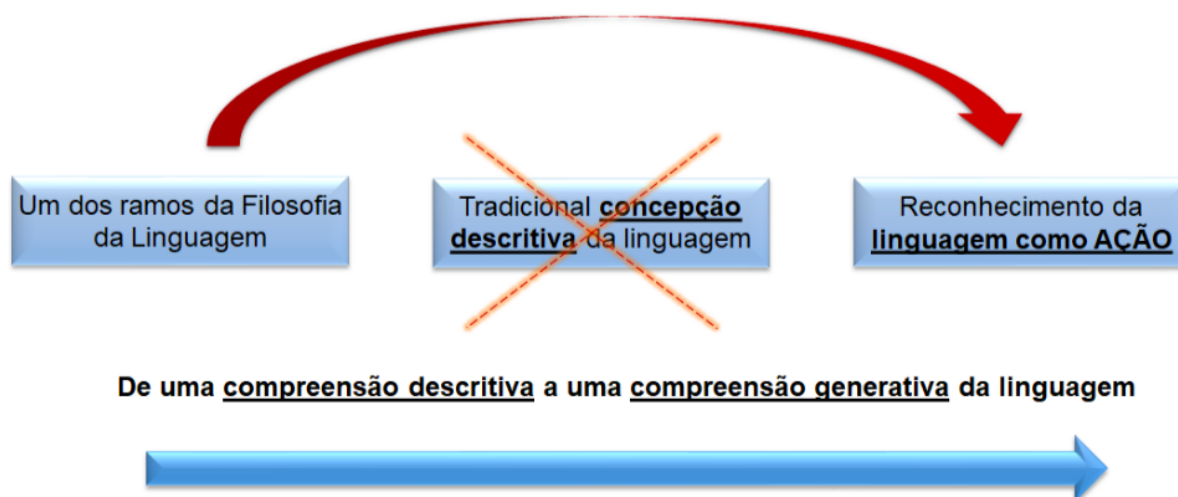 Um dos ramos da Filosofia
da Linguagem
Tradicional concepção
descritiva da linguagem
Reconhecimento da
linguagem como AÇÃO
De uma compreensão descritiva a uma compreensão generativa da linguagem